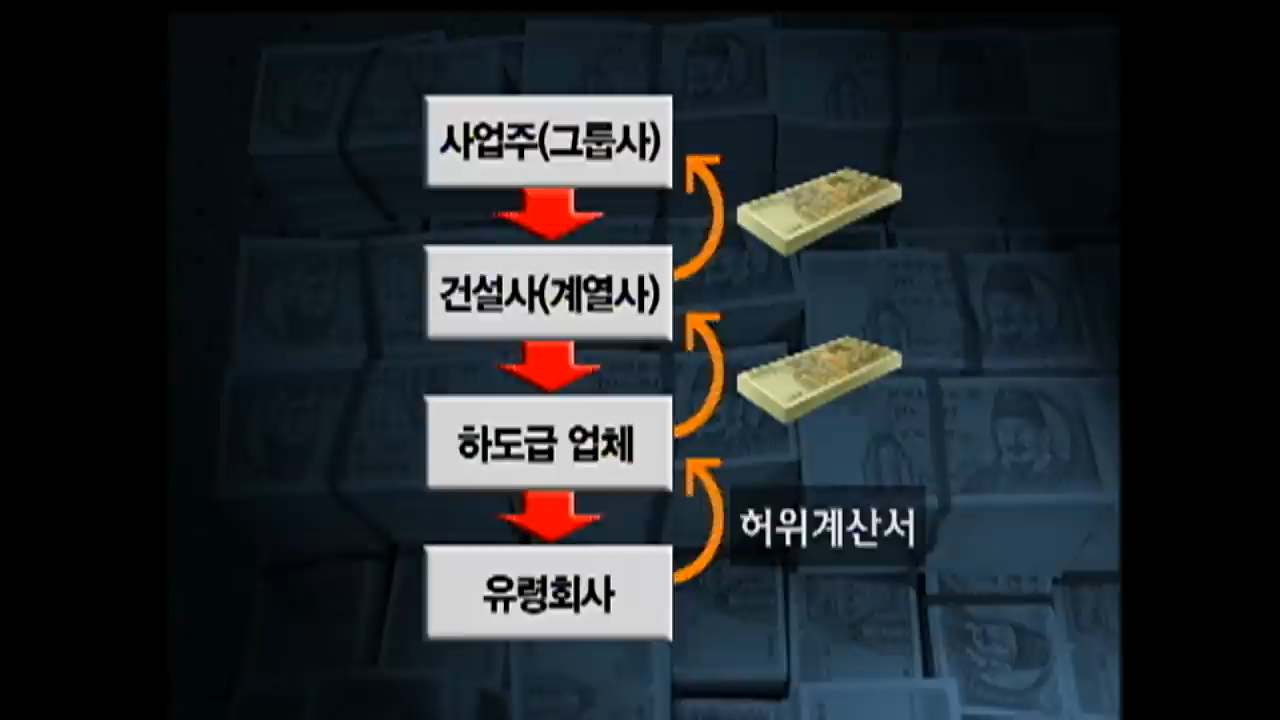 사업주(그룹사)
건설사(계열사)
하도급 업체
허위계산서
유령회사